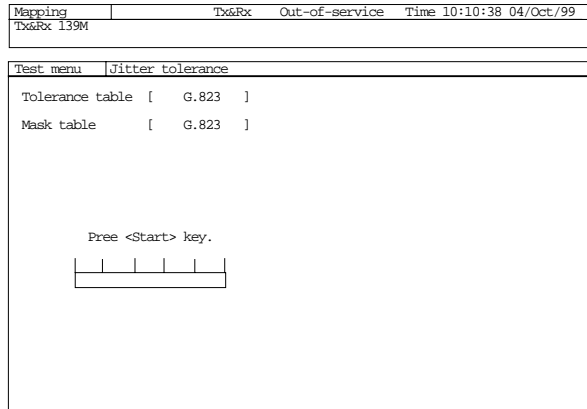 Mapping Tx&Rx Out-of-service Time 10:10:38 04/Oct/99
Tx&Rx 139M
Test menu Jitter tolerance
Tolerance table [ G.823 ]
Mask table [ G.823 ]
Pree <Start> key.